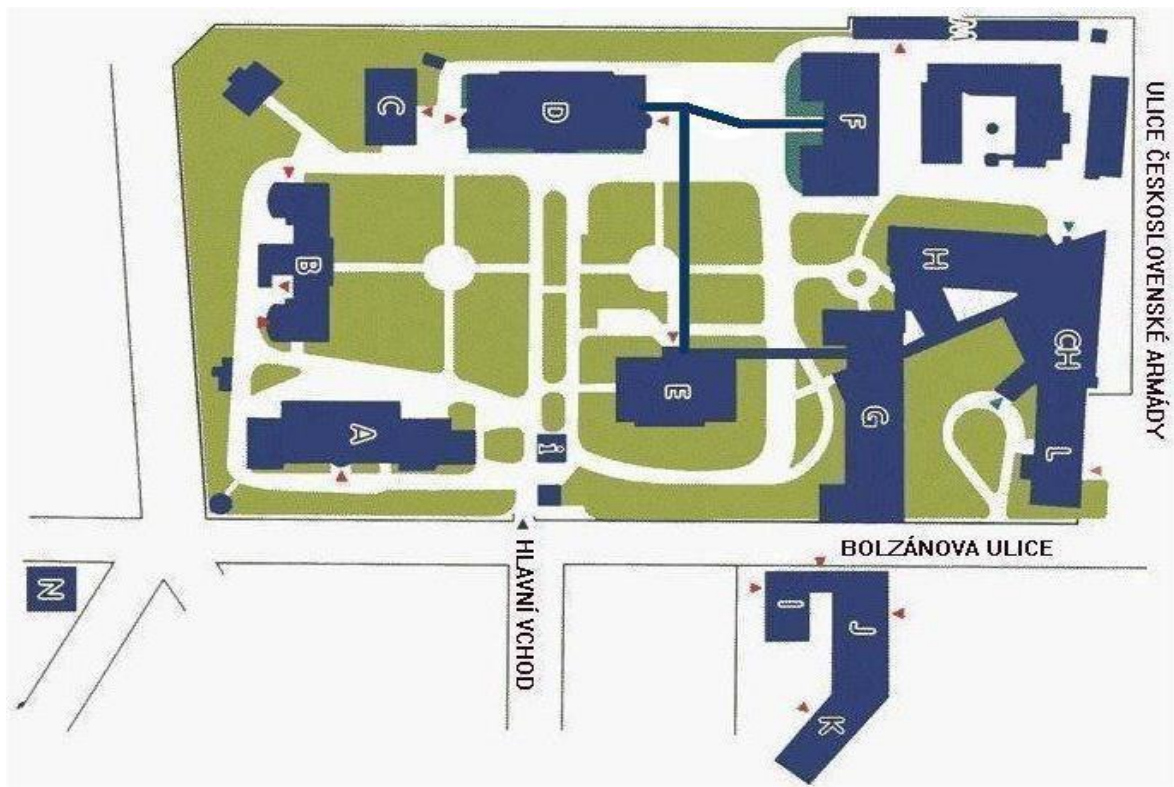 C
D
F
ULICE ČESKOSLOVENSKÉ ARMÁDY
B
H
CH
E
G
A
i
L
BOLZÁNOVA ULICE
HLAVNÍ VCHOD
N
I
J
K